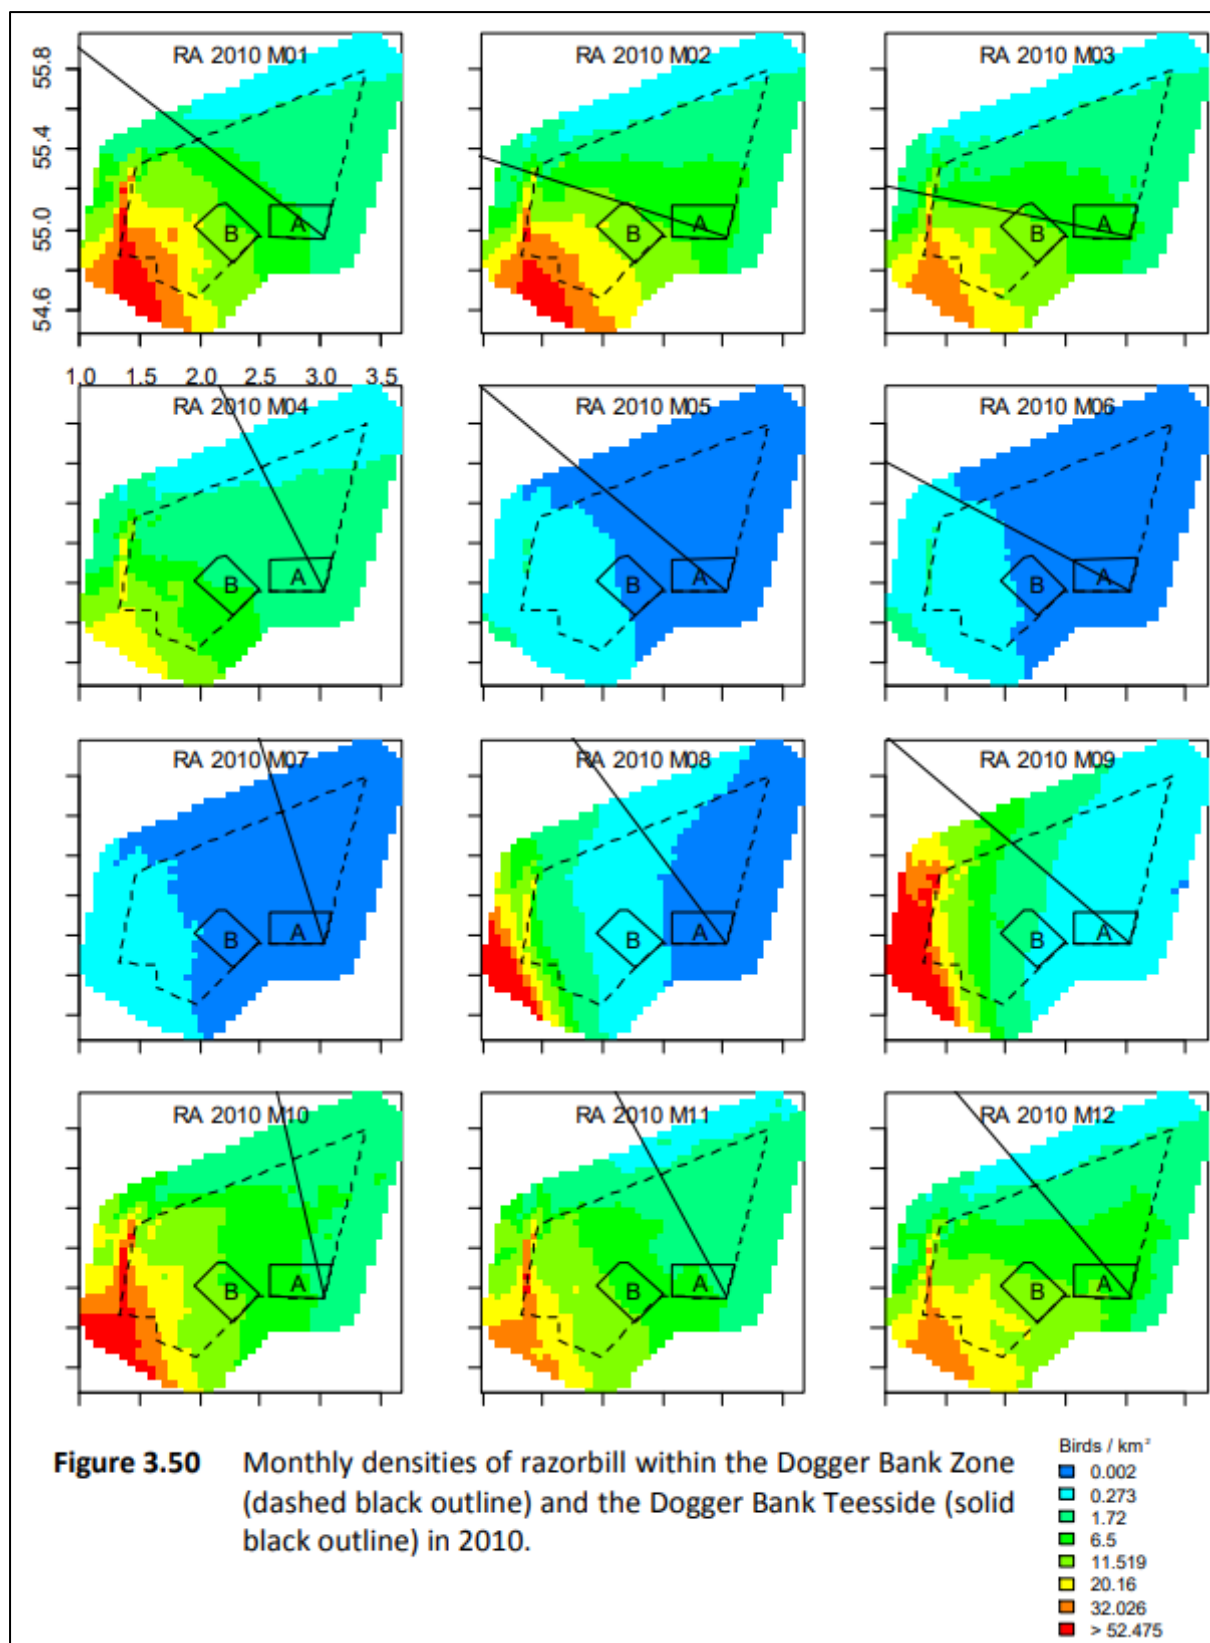 RA 2010 M01
RA 2010 M02
RA 2010 M03
55.8
55.4
55.0
54.6
B
A
B
A
B
A
1.0 1.5 2.0 2.5 3.0 3.5
RA 2010 M04
RA 2010 M05
RA 2010 M06
B
A
B
A
B
A
RA 2010 M07
RA 2010 M08
RA 2010 M09
B
A
B
A
B
A
RA 2010 M10
RA 2010 M11
RA 2010 M12
B
A
B
A
B
A
Figure 3.50 Monthly densities of razorbill within the Dogger Bank Zone
(dashed black outline) and the Dogger Bank Teesside (solid
black outline) in 2010.
Birds / km²
0.002
0.273
1.72
6.5
11.519
20.16
32.026
> 52.475